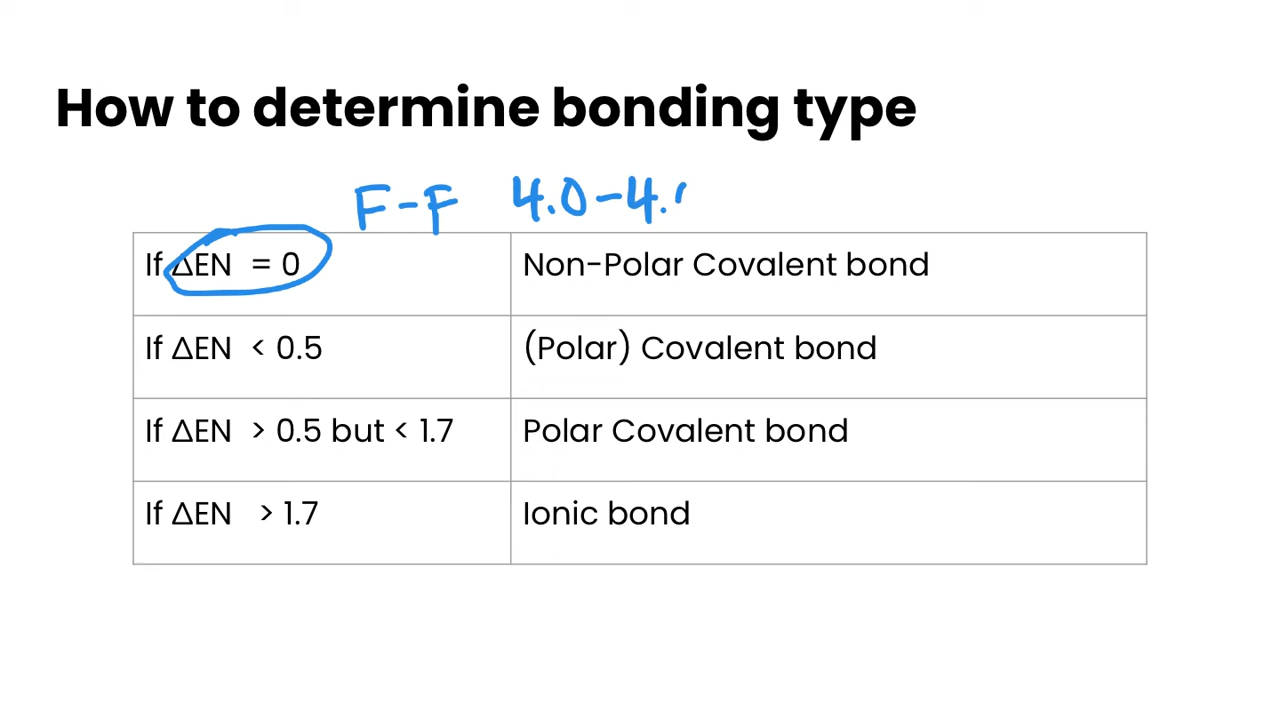 How to determine bonding type
F-F 4.0-4.
If ΔEN = 0 Non-Polar Covalent bond
If ΔEN < 0.5 (Polar) Covalent bond
If ΔEN > 0.5 but < 1.7 Polar Covalent bond
If ΔEN > 1.7 Ionic bond